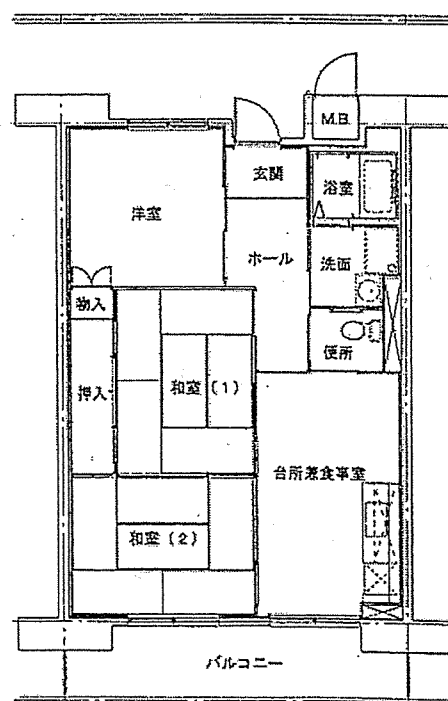 M.B.
玄関
浴室
洋室
ホール
洗面
物入
便所
押入
和室（1）
台所兼食事室
和室（2）
バルコニー